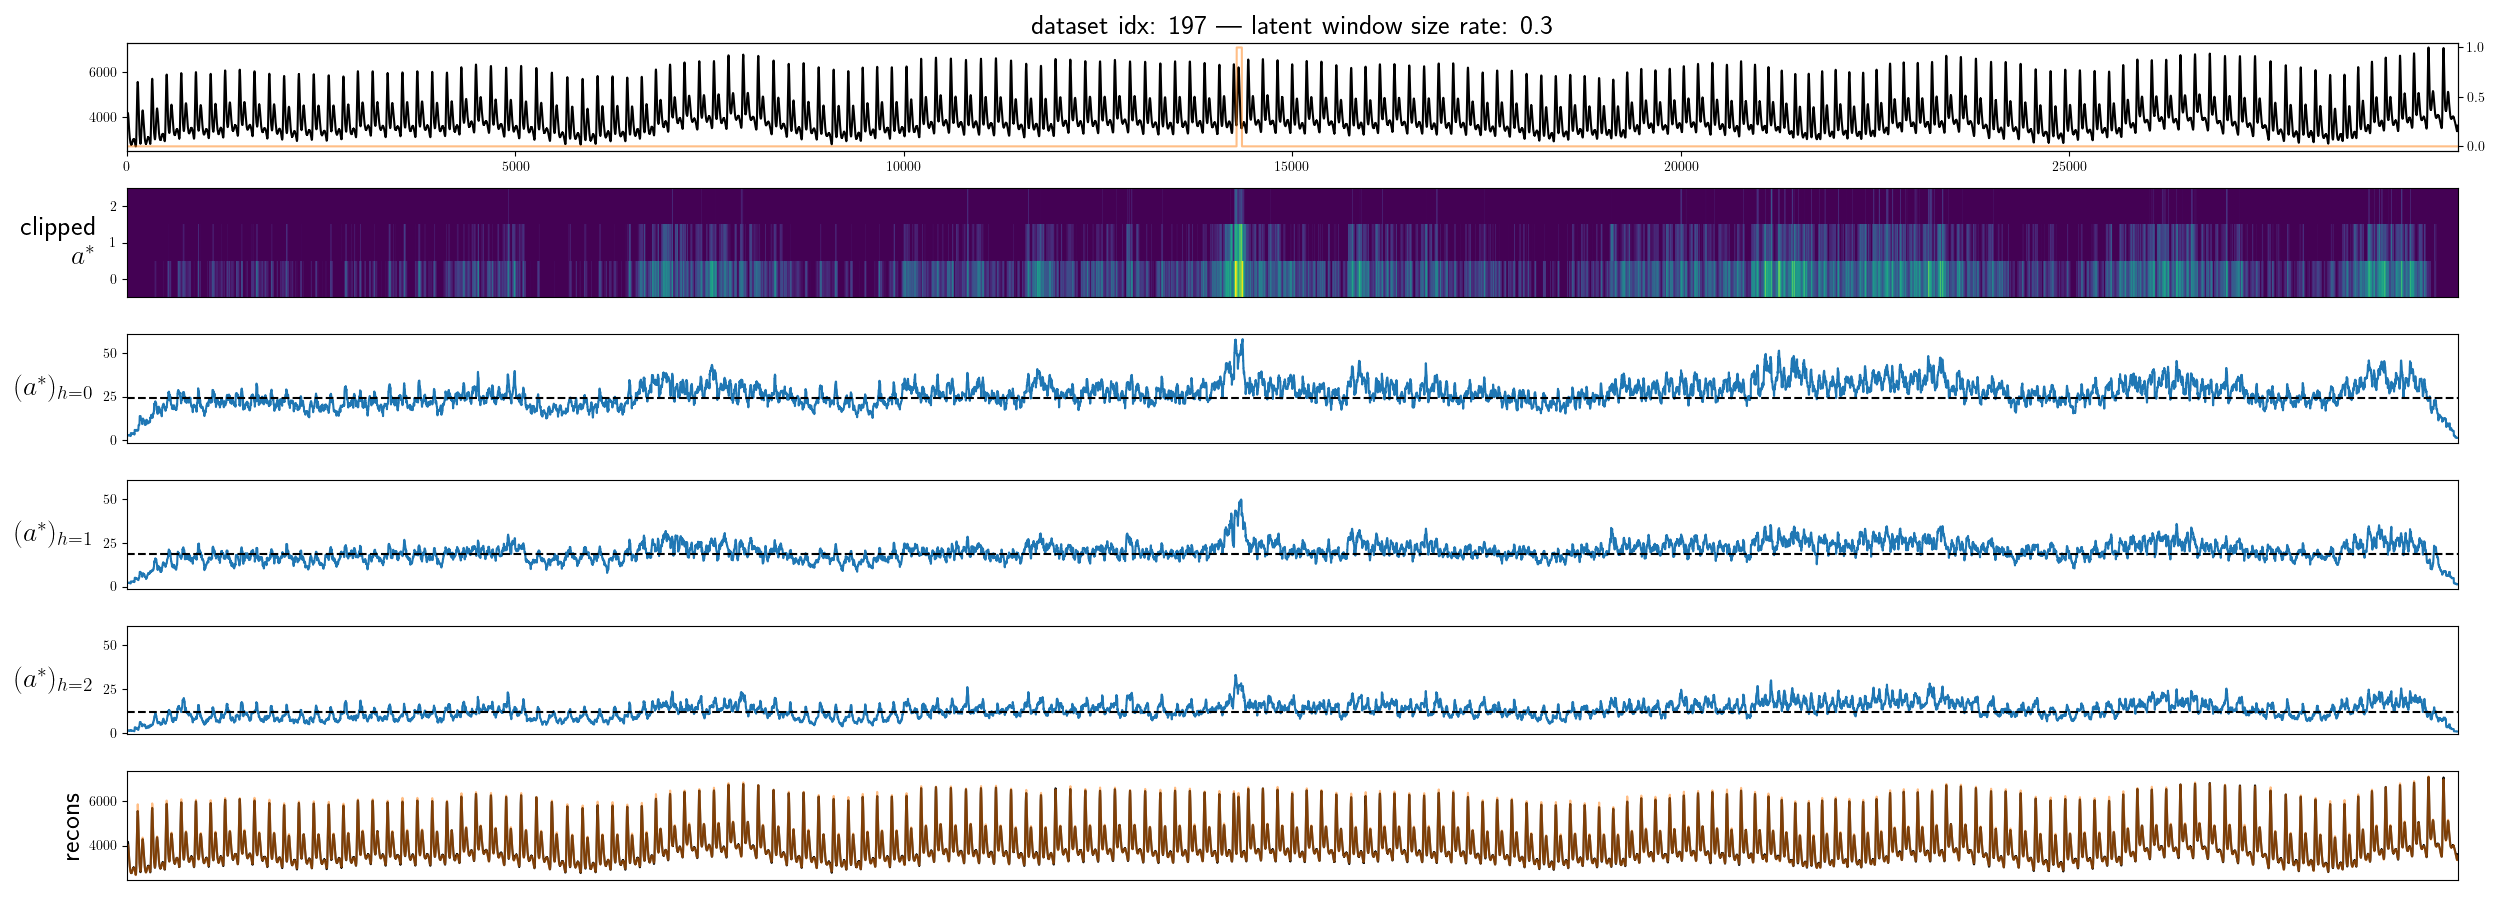 dataset idx: 197 — latent window size rate: 0.3
6000
4000
1.0
0.5
0.0
0 5000 10000 15000 20000 25000
clipped
a*
2
1
0
(a*)h=0
50
25
0
(a*)h=1
50
25
0
(a*)h=2
50
25
0
recons
6000
4000